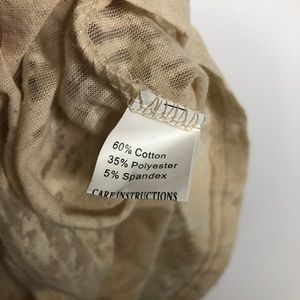 60% Cotton
35% Polyester
5% Spandex
CARE INSTRUCTIONS